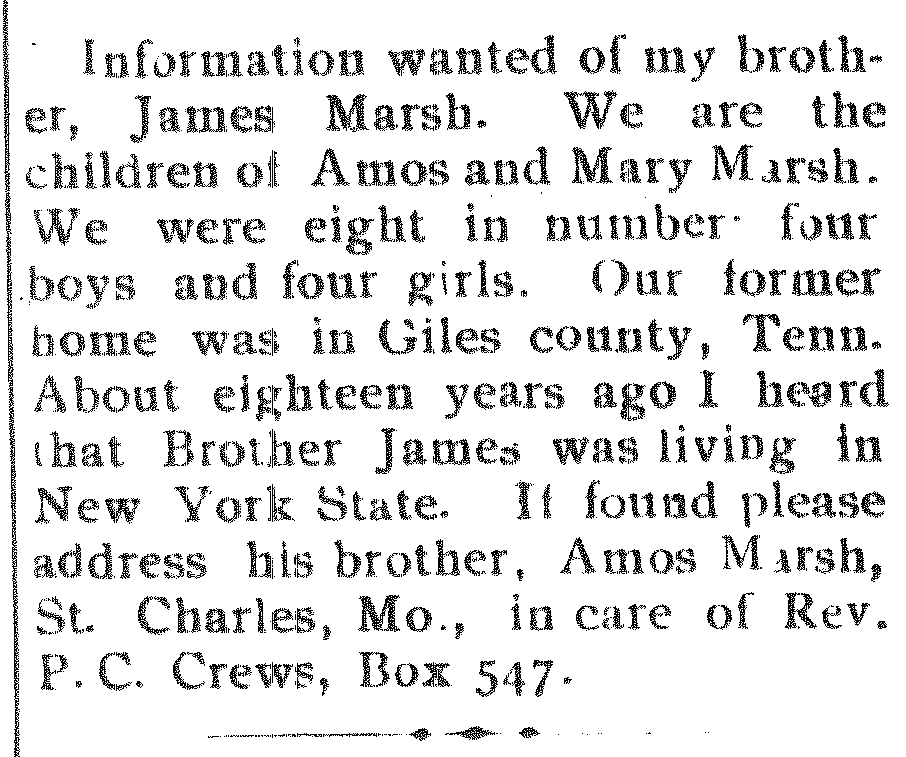 Information wanted of my broth-
er, James Marsh. We are the
children of Amos and Mary Marsh.
We were eight in number· four
boys and four girls. Our former
home was in Giles county, Tenn.
About eighteen years ago I heard
that Brother James was living in
New York State. If found please
address his brother, Amos Marsh,
St. Charles, Mo., in care of Rev.
P. C. Crews, Box 547.